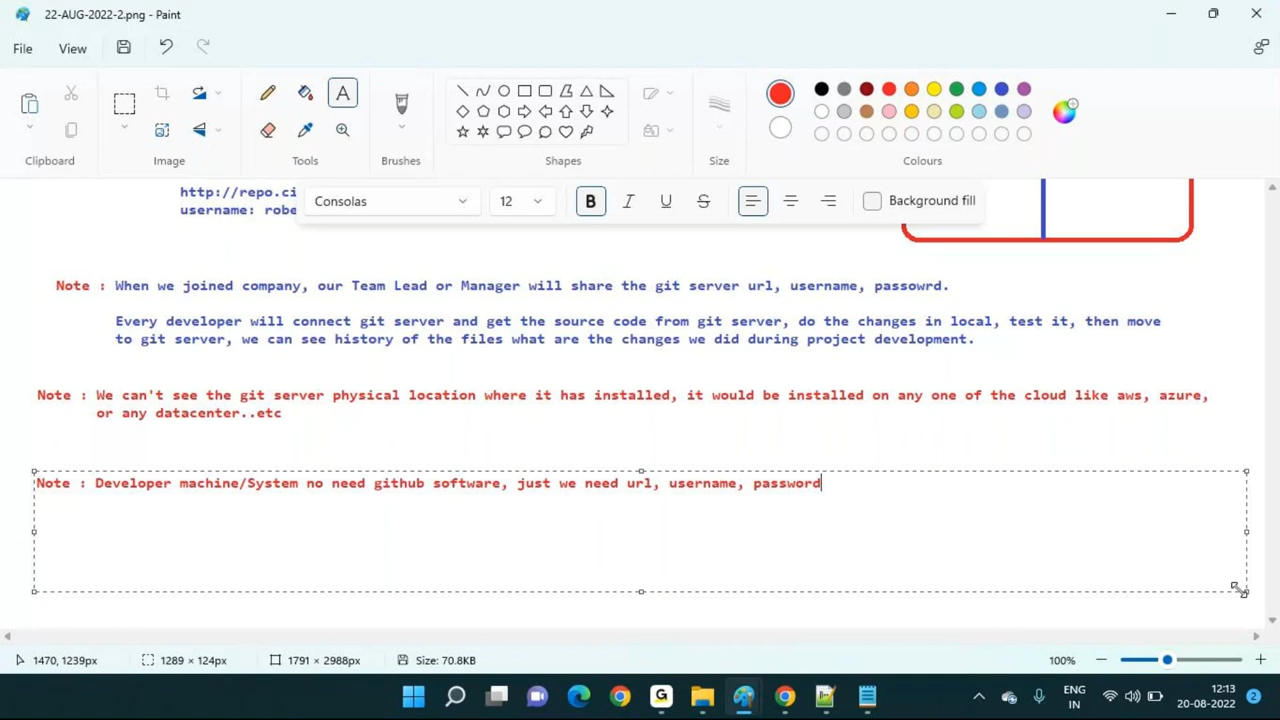 22-AUG-2022-2.png - Paint
File View
Clipboard Image Tools Brushes Shapes Size Colours
http://repo.ci
username: robe
Consolas 12 B I U S Background fill
Note : When we joined company, our Team Lead or Manager will share the git server url, username, passowrd.
Every developer will connect git server and get the source code from git server, do the changes in local, test it, then move
to git server, we can see history of the files what are the changes we did during project development.
Note : We can't see the git server physical location where it has installed, it would be installed on any one of the cloud like aws, azure,
or any datacenter..etc
Note : Developer machine/System no need github software, just we need url, username, password
1470, 1239px 1289 × 124px 1791 × 2988px Size: 70.8KB 100%
ENG 12:13
IN 20-08-2022 2